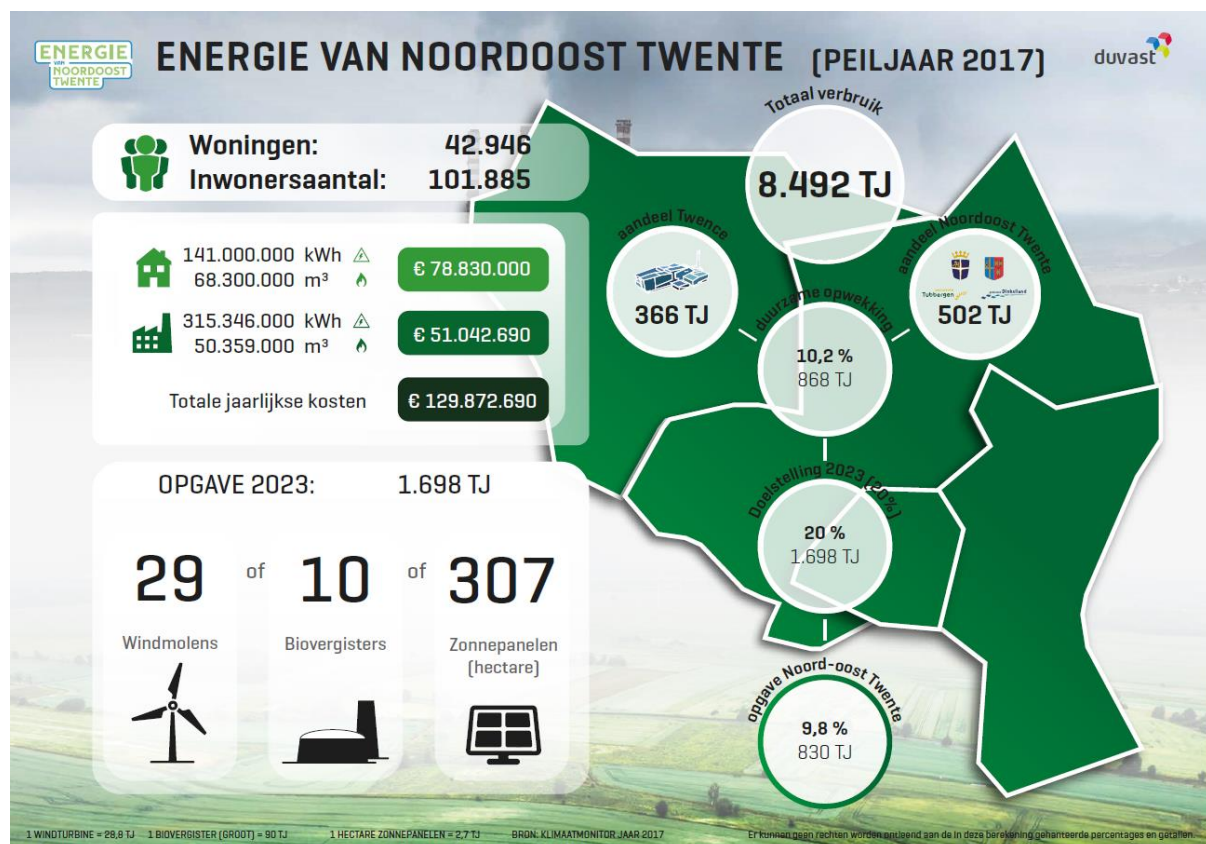 ENERGIE
VAN
NOORDOOST
TWENTE
ENERGIE VAN NOORDOOST TWENTE (PEILJAAR 2017)
duvast
Woningen: 42.946
Inwonersaantal: 101.885
141.000.000 kWh
68.300.000 m³
€ 78.830.000
315.346.000 kWh
50.359.000 m³
€ 51.042.690
Totale jaarlijkse kosten € 129.872.690
OPGAVE 2023: 1.698 TJ
29 of 10 of 307
Windmolens
Biovergisters
Zonnepanelen
(hectare)
Totaal verbruik
8.492 TJ
aandeel Twence
366 TJ
aandeel Noordoost Twente
Tubbergen
Dinkelland
502 TJ
duurzame opwekking
10,2 %
868 TJ
Doelstelling 2023 (20%)
20 %
1.698 TJ
opgave Noord-oost Twente
9,8 %
830 TJ
1 WINDTURBINE = 28,8 TJ 1 BIOVERGISTER (GROOT) = 90 TJ 1 HECTARE ZONNEPANELEN = 2,7 TJ BRON: KLIMAATMONITOR JAAR 2017 Er kunnen geen rechten worden ontleend aan de in deze berekening gehanteerde percentages en getallen.